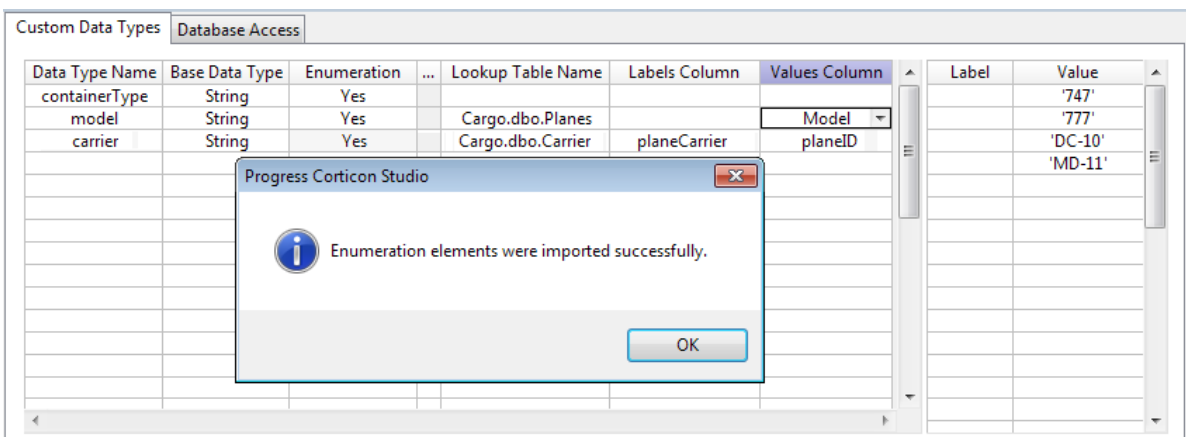 Custom Data Types Database Access
Data Type Name Base Data Type Enumeration ... Lookup Table Name Labels Column Values Column Label Value
containerType String Yes '747'
model String Yes Cargo.dbo.Planes Model '777'
carrier String Yes Cargo.dbo.Carrier planeCarrier planeID 'DC-10'
'MD-11'
Progress Corticon Studio
Enumeration elements were imported successfully.
OK